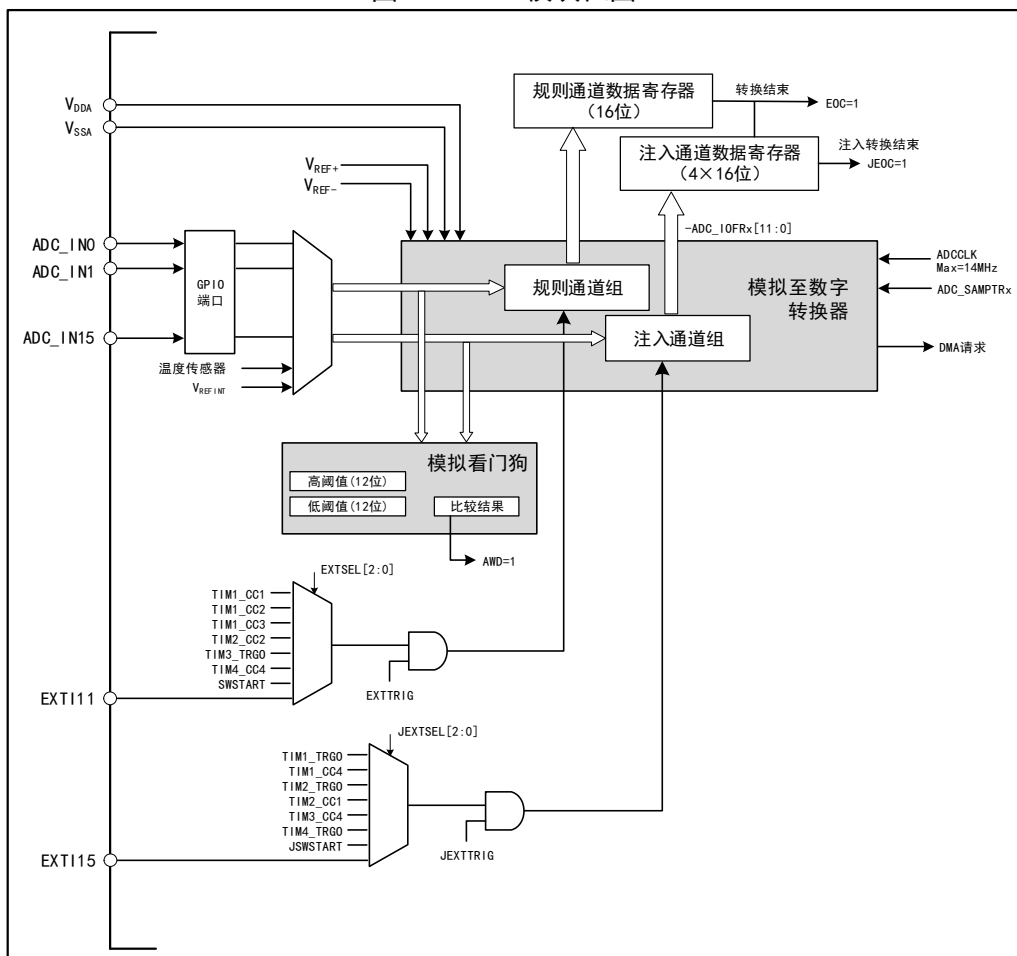 规则通道数据寄存器
(16位)
转换结束
EOC=1
VDDA
VSSA
注入通道数据寄存器
(4×16位)
注入转换结束
JEOC=1
VREF+
VREF-
-ADC_IOFRx[11:0]
ADC_IN0
ADC_IN1
ADC_IN15
GPIO
端口
温度传感器
VREFINT
规则通道组
注入通道组
模拟至数字
转换器
ADCCLK
Max=14MHz
ADC_SAMPTRx
DMA请求
模拟看门狗
高阈值(12位)
低阈值(12位)
比较结果
AWD=1
EXTSEL[2:0]
TIM1_CC1
TIM1_CC2
TIM1_CC3
TIM2_CC2
TIM3_TRGO
TIM4_CC4
SWSTART
EXTI11
EXTTRIG
JEXTSEL[2:0]
TIM1_TRGO
TIM1_CC4
TIM2_TRGO
TIM2_CC1
TIM3_CC4
TIM4_TRGO
JSWSTART
EXTI15
JEXTTRIG